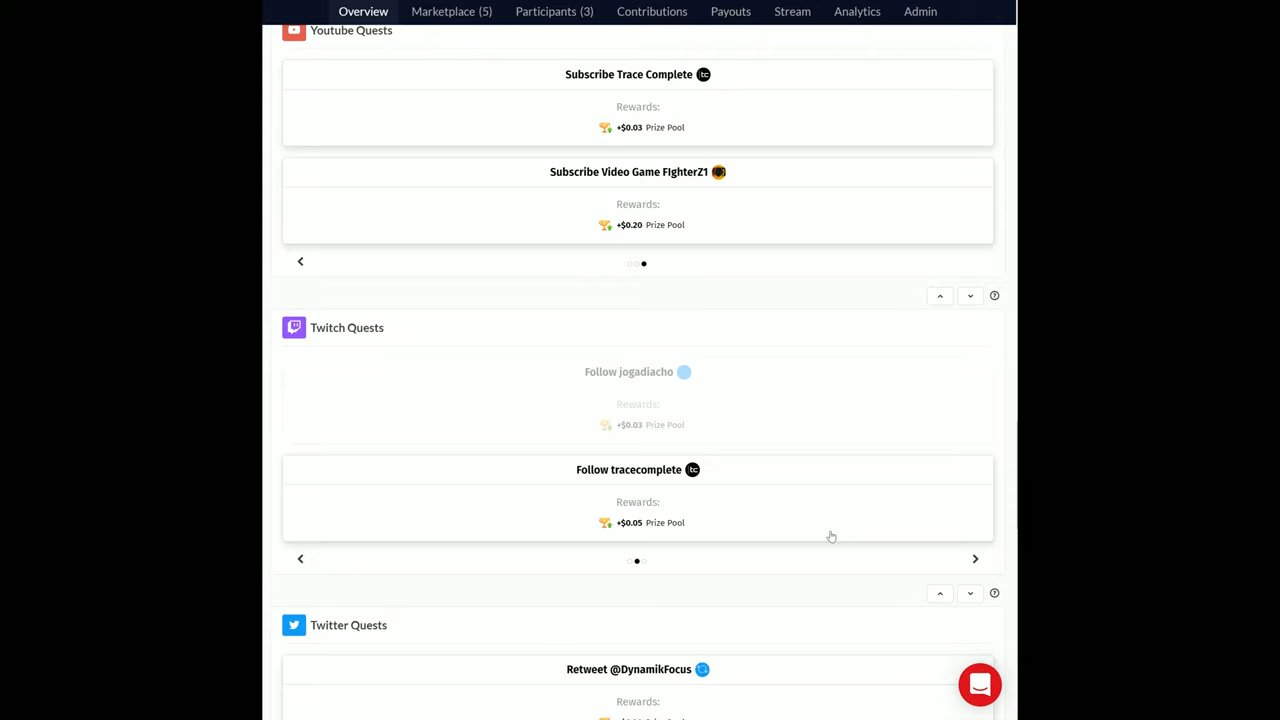 Overview Marketplace (5) Participants (3) Contributions Payouts Stream Analytics Admin
Youtube Quests
Subscribe Trace Complete tc
Rewards:
+$0.03 Prize Pool
Subscribe Video Game FIghterZ1
Rewards:
+$0.20 Prize Pool
Twitch Quests
Follow jogadiacho
Rewards:
+$0.03 Prize Pool
Follow tracecomplete tc
Rewards:
+$0.05 Prize Pool
Twitter Quests
Retweet @DynamikFocus
Rewards: